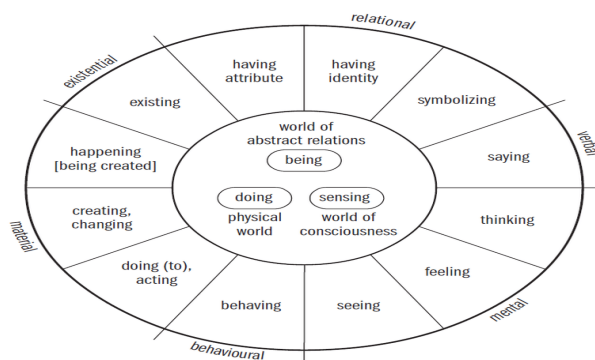 relational
existential
having
attribute
having
identity
existing
symbolizing
verbal
happening
[being created]
world of
abstract relations
being
saying
doing
sensing
physical
world
world of
consciousness
creating,
changing
thinking
material
doing (to),
acting
behaving
seeing
feeling
mental
behavioural